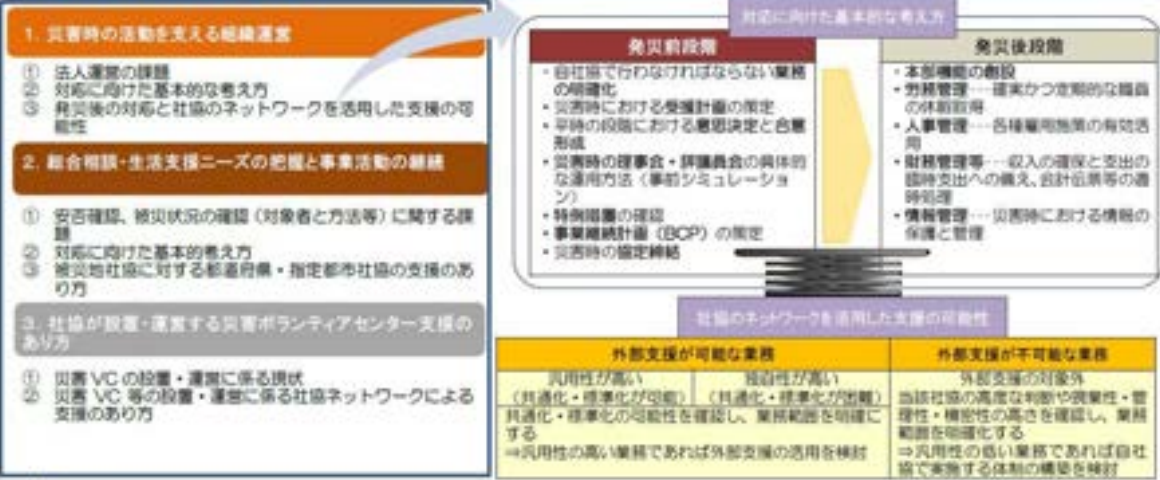 1. 災害時の活動を支える組織運営
① 法人運営の課題
② 対応に向けた基本的な考え方
③ 発災後の対応と社協のネットワークを活用した支援の可
能性
2. 総合相談・生活支援ニーズの把握と事業活動の継続
① 安否確認、被災状況の確認（対象者と方法等）に関する課
題
② 対応に向けた基本的考え方
③ 被災地社協に対する都道府県・指定都市社協の支援のあ
り方
3. 社協が設置・運営する災害ボランティアセンター支援の
あり方
① 災害 VC の設置・運営に係る現状
② 災害 VC 等の設置・運営に係る社協ネットワークによる
支援のあり方
対応に向けた基本的な考え方
発災前段階
・自社協で行わなければならない業務
の明確化
・災害時における受援計画の策定
・平時の段階における意思決定と合意
形成
・災害時の理事会・評議員会の具体的
な運用方法（事前シミュレーショ
ン）
・特例措置の確認
・事業継続計画（BCP）の策定
・災害時の協定締結
発災後段階
・本部機能の創設
・労務管理…確実かつ定期的な職員
の休暇取得
・人事管理…各種雇用施策の有効活
用
・財務管理等…収入の確保と支出の
臨時支出への備え、会計伝票等の適
時処理
・情報管理…災害時における情報の
保護と管理
社協のネットワークを活用した支援の可能性
外部支援が可能な業務
外部支援が不可能な業務
汎用性が高い
（共通化・標準化が可能）
独自性が高い
（共通化・標準化が困難）
外部支援の対象外
共通化・標準化の可能性を確認し、業務範囲を明確に
する
⇒汎用性の高い業務であれば外部支援の活用を検討
当該社協の高度な判断や残業性・管
理性・機密性の高さを確認し、業務
範囲を明確化する
⇒汎用性の低い業務であれば自社
協で実施する体制の構築を検討